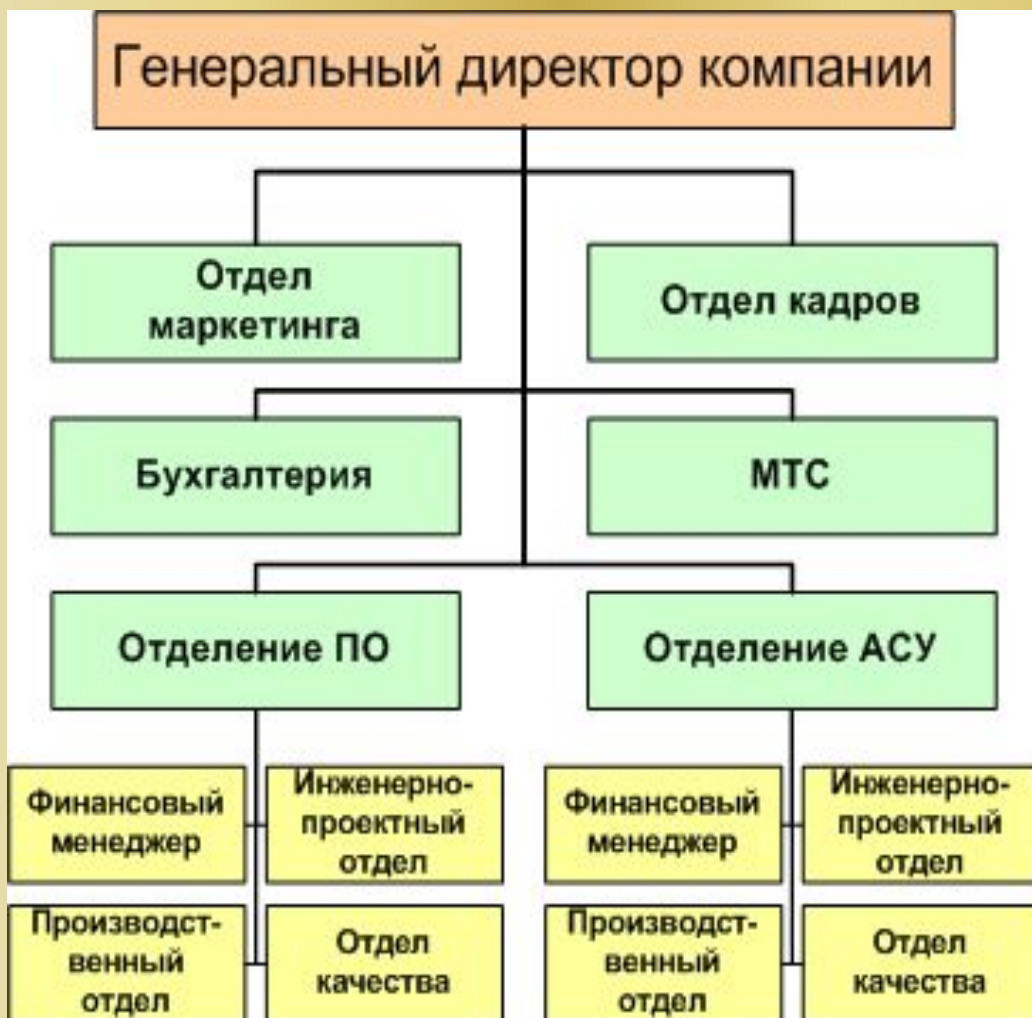 Генеральный директор компании
Отдел
маркетинга
Отдел кадров
Бухгалтерия
МТС
Отделение ПО
Отделение АСУ
Финансовый
менеджер
Инженерно-
проектный
отдел
Финансовый
менеджер
Инженерно-
проектный
отдел
Производст-
венный
отдел
Отдел
качества
Производст-
венный
отдел
Отдел
качества